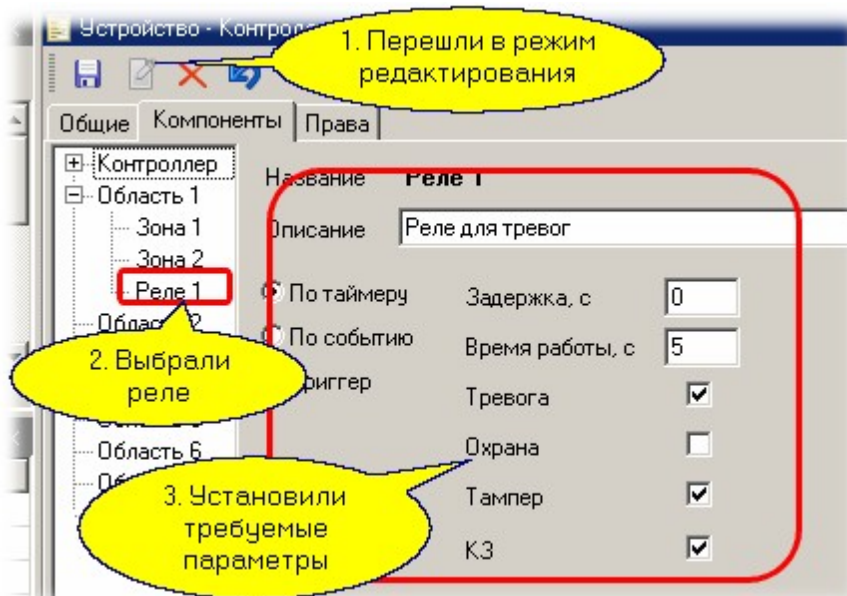 Устройство - Контрол
1. Перешли в режим
редактирования
Общие Компоненты Права
Контроллер
Область 1
Зона 1
Зона 2
Реле 1
Область 2
Область 6
2. Выбрали
реле
Название Реле 1
Описание Реле для тревог
По таймеру
По событию
Задержка, с 0
Время работы, с 5
Тревога
Охрана
Тампер
КЗ
3. Установили
требуемые
параметры